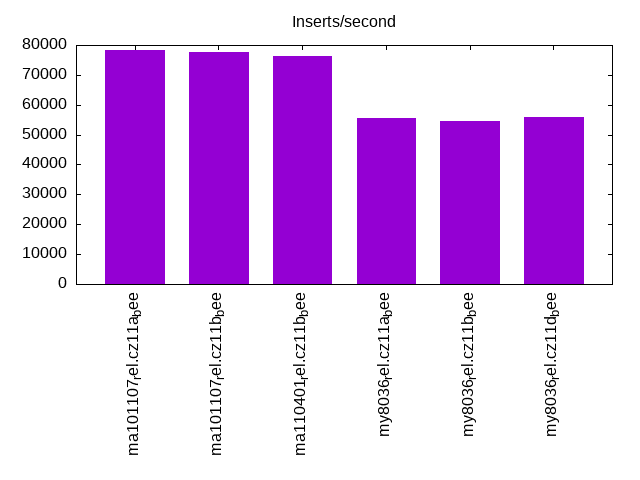 Inserts/second
80000
70000
60000
50000
40000
30000
20000
10000
0
ma101107rel.cz11abee
ma101107rel.cz11bbee
ma110401rel.cz11bbee
my8036rel.cz11abee
my8036rel.cz11bbee
my8036rel.cz11dbee